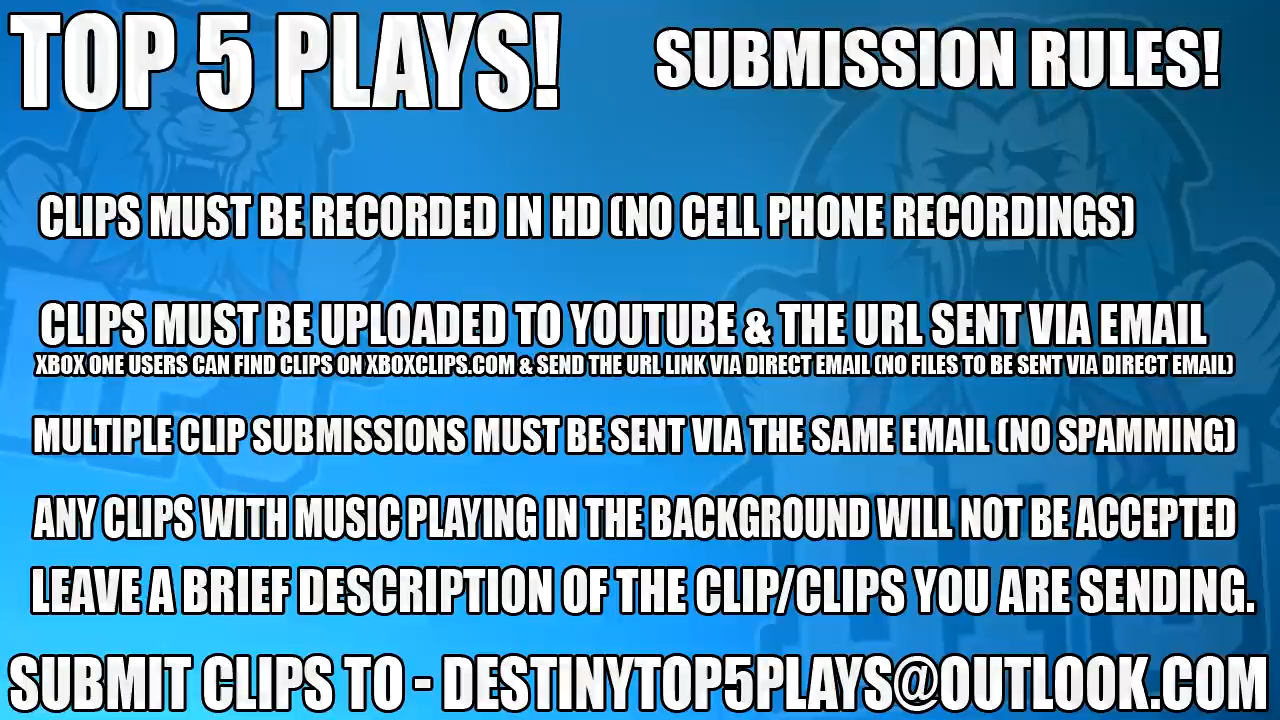 TOP 5 PLAYS!
SUBMISSION RULES!
CLIPS MUST BE RECORDED IN HD (NO CELL PHONE RECORDINGS)
CLIPS MUST BE UPLOADED TO YOUTUBE & THE URL SENT VIA EMAIL
XBOX ONE USERS CAN FIND CLIPS ON XBOXCLIPS.COM & SEND THE URL LINK VIA DIRECT EMAIL (NO FILES TO BE SENT VIA DIRECT EMAIL)
MULTIPLE CLIP SUBMISSIONS MUST BE SENT VIA THE SAME EMAIL (NO SPAMMING)
ANY CLIPS WITH MUSIC PLAYING IN THE BACKGROUND WILL NOT BE ACCEPTED
LEAVE A BRIEF DESCRIPTION OF THE CLIP/CLIPS YOU ARE SENDING.
SUBMIT CLIPS TO - DESTINYTOP5PLAYS@OUTLOOK.COM